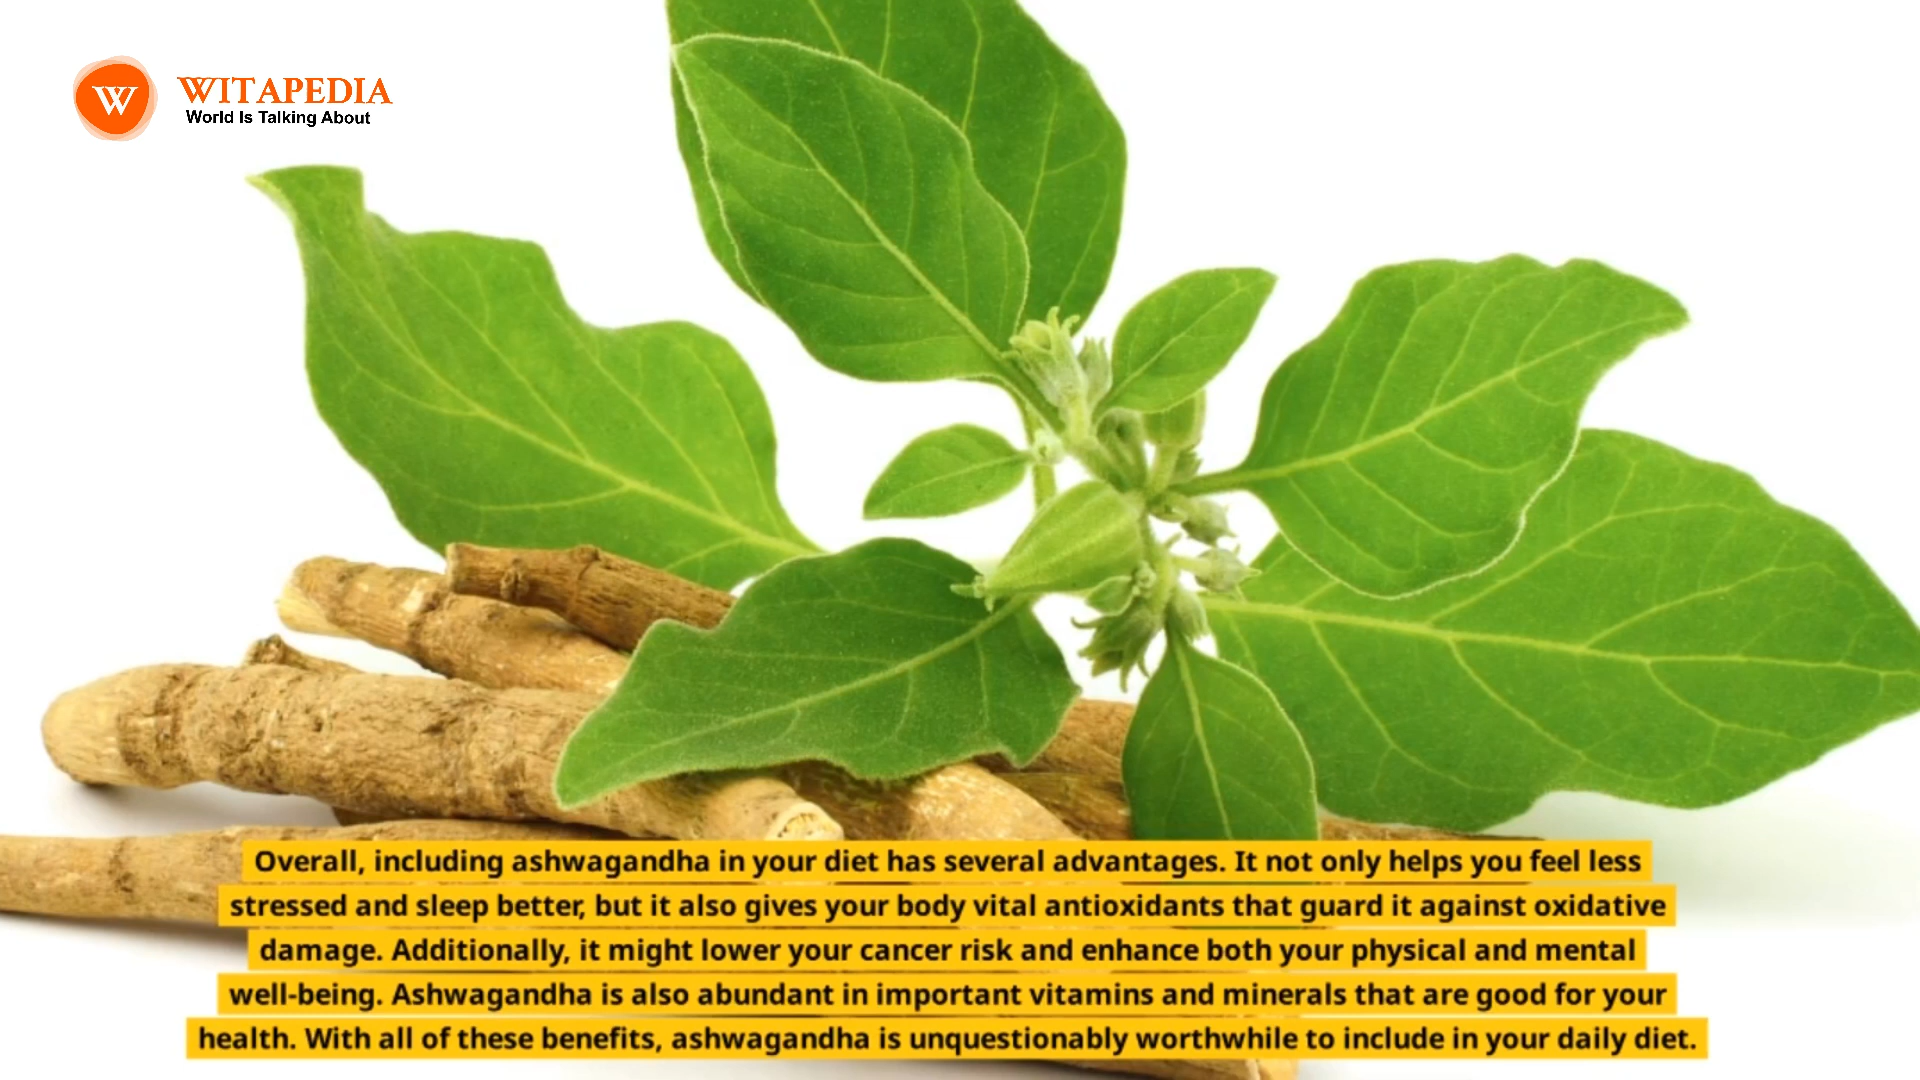 W
WITAPEDIA
World Is Talking About
Overall, including ashwagandha in your diet has several advantages. It not only helps you feel less
stressed and sleep better, but it also gives your body vital antioxidants that guard it against oxidative
damage. Additionally, it might lower your cancer risk and enhance both your physical and mental
well-being. Ashwagandha is also abundant in important vitamins and minerals that are good for your
health. With all of these benefits, ashwagandha is unquestionably worthwhile to include in your daily diet.